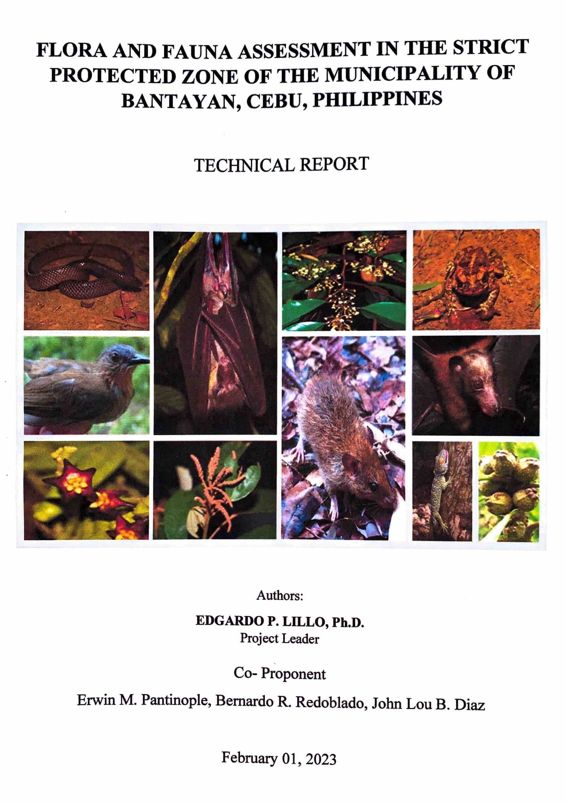 FLORA AND FAUNA ASSESSMENT IN THE STRICT
PROTECTED ZONE OF THE MUNICIPALITY OF
BANTAYAN, CEBU, PHILIPPINES
TECHNICAL REPORT
Authors:
EDGARDO P. LILLO, Ph.D.
Project Leader
Co- Proponent
Erwin M. Pantinople, Bernardo R. Redoblado, John Lou B. Diaz
February 01, 2023